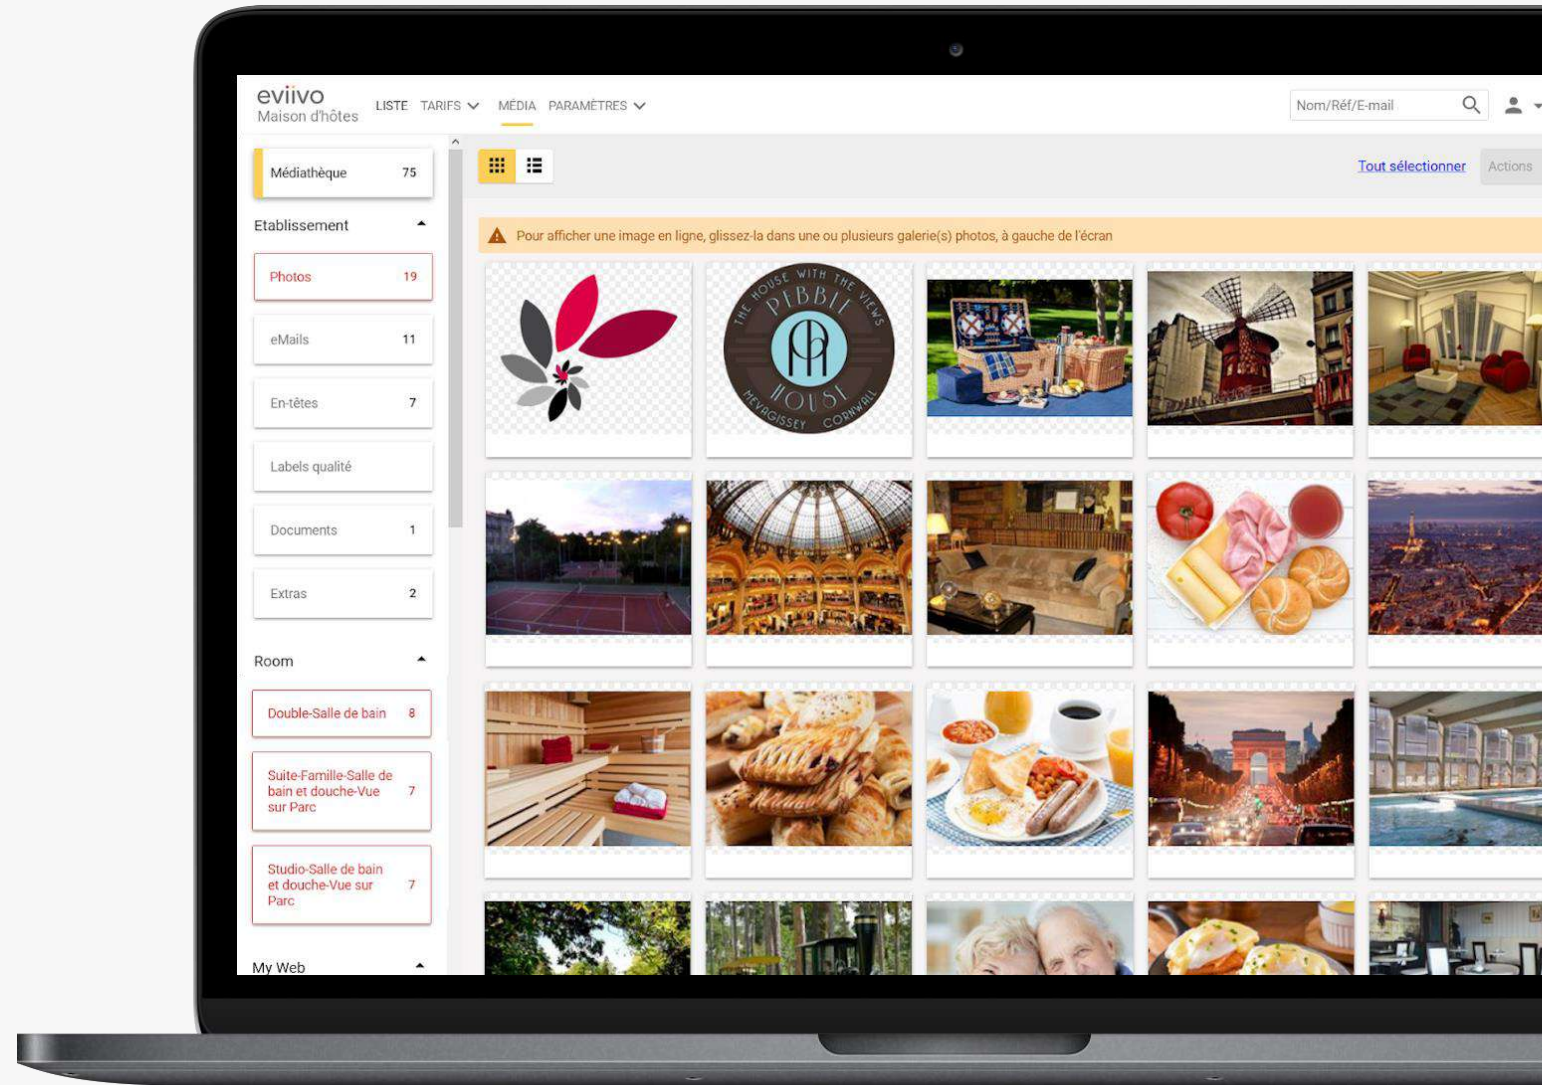 eviivo
Maison d'hôtes
LISTE TARIFS MÉDIA PARAMÈTRES
Nom/Réf/E-mail
Médiathèque 75
Tout sélectionner Actions
Etablissement
Pour afficher une image en ligne, glissez-la dans une ou plusieurs galerie(s) photos, à gauche de l'écran
Photos 19
eMails 11
En-têtes 7
Labels qualité
Documents 1
Extras 2
Room
Double-Salle de bain 8
Suite-Famille-Salle de
bain et douche-Vue 7
sur Parc
Studio-Salle de bain
et douche-Vue sur 7
Parc
My Web
THE HOUSE WITH THE VIEWS
PEBBLE
HOUSE
MEVAGISSEY CORNWALL